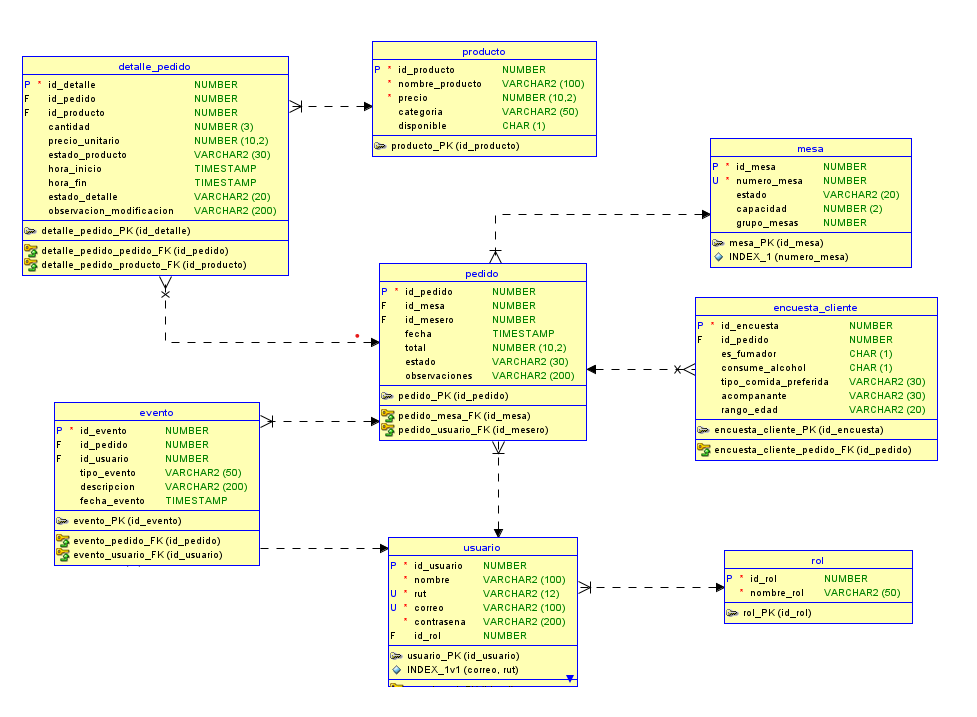 detalle_pedido
P * id_detalle NUMBER
F id_pedido NUMBER
F id_producto NUMBER
cantidad NUMBER (3)
precio_unitario NUMBER (10,2)
estado_producto VARCHAR2 (30)
hora_inicio TIMESTAMP
hora_fin TIMESTAMP
estado_detalle VARCHAR2 (20)
observacion_modificacion VARCHAR2 (200)
detalle_pedido_PK (id_detalle)
detalle_pedido_pedido_FK (id_pedido)
detalle_pedido_producto_FK (id_producto)
producto
P * id_producto NUMBER
* nombre_producto VARCHAR2 (100)
* precio NUMBER (10,2)
categoria VARCHAR2 (50)
disponible CHAR (1)
producto_PK (id_producto)
mesa
P * id_mesa NUMBER
U * numero_mesa NUMBER
estado VARCHAR2 (20)
capacidad NUMBER (2)
grupo_mesas NUMBER
mesa_PK (id_mesa)
INDEX_1 (numero_mesa)
pedido
P * id_pedido NUMBER
F id_mesa NUMBER
F id_mesero NUMBER
fecha TIMESTAMP
total NUMBER (10,2)
estado VARCHAR2 (30)
observaciones VARCHAR2 (200)
pedido_PK (id_pedido)
pedido_mesa_FK (id_mesa)
pedido_usuario_FK (id_mesero)
encuesta_cliente
P * id_encuesta NUMBER
F id_pedido NUMBER
es_fumador CHAR (1)
consume_alcohol CHAR (1)
tipo_comida_preferida VARCHAR2 (30)
acompanante VARCHAR2 (30)
rango_edad VARCHAR2 (20)
encuesta_cliente_PK (id_encuesta)
encuesta_cliente_pedido_FK (id_pedido)
evento
P * id_evento NUMBER
F id_pedido NUMBER
F id_usuario NUMBER
tipo_evento VARCHAR2 (50)
descripcion VARCHAR2 (200)
fecha_evento TIMESTAMP
evento_PK (id_evento)
evento_pedido_FK (id_pedido)
evento_usuario_FK (id_usuario)
usuario
P * id_usuario NUMBER
* nombre VARCHAR2 (100)
U * rut VARCHAR2 (12)
U * correo VARCHAR2 (100)
* contrasena VARCHAR2 (200)
F id_rol NUMBER
usuario_PK (id_usuario)
INDEX_1v1 (correo, rut)
rol
P * id_rol NUMBER
* nombre_rol VARCHAR2 (50)
rol_PK (id_rol)